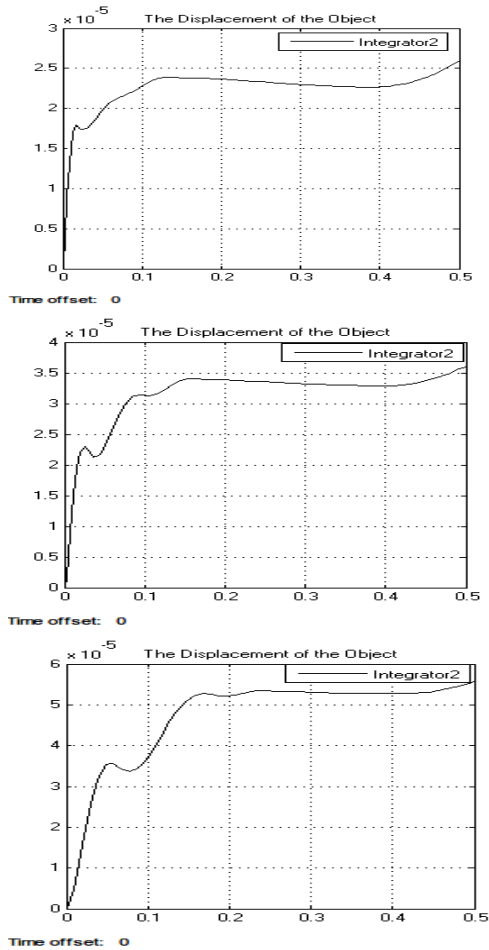 The Displacement of the Object
x 10^-5
Integrator2
3
2.5
2
1.5
1
0.5
0
0 0.1 0.2 0.3 0.4 0.5
Time offset: 0
The Displacement of the Object
x 10^-5
Integrator2
4
3.5
3
2.5
2
1.5
1
0.5
0
0 0.1 0.2 0.3 0.4 0.5
Time offset: 0
The Displacement of the Object
x 10^-5
Integrator2
6
5
4
3
2
1
0
0 0.1 0.2 0.3 0.4 0.5
Time offset: 0